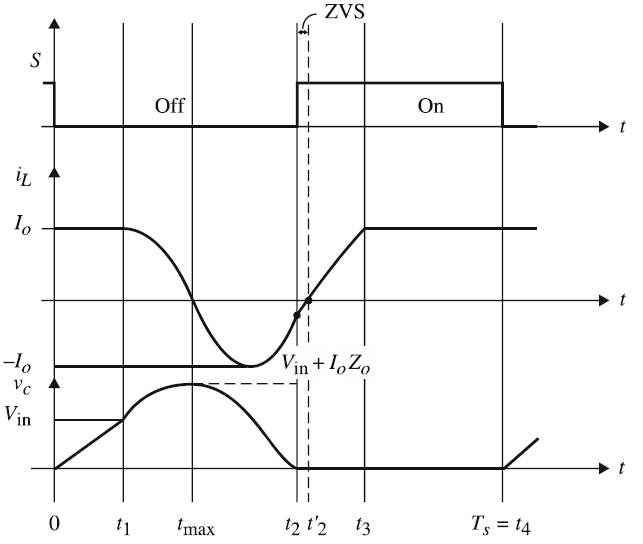 ZVS
S
Off
On
t
i_L
I_o
t
–I_o
V_in + I_o Z_o
v_c
V_in
t
0 t_1 t_max t_2 t'_2 t_3 T_s = t_4